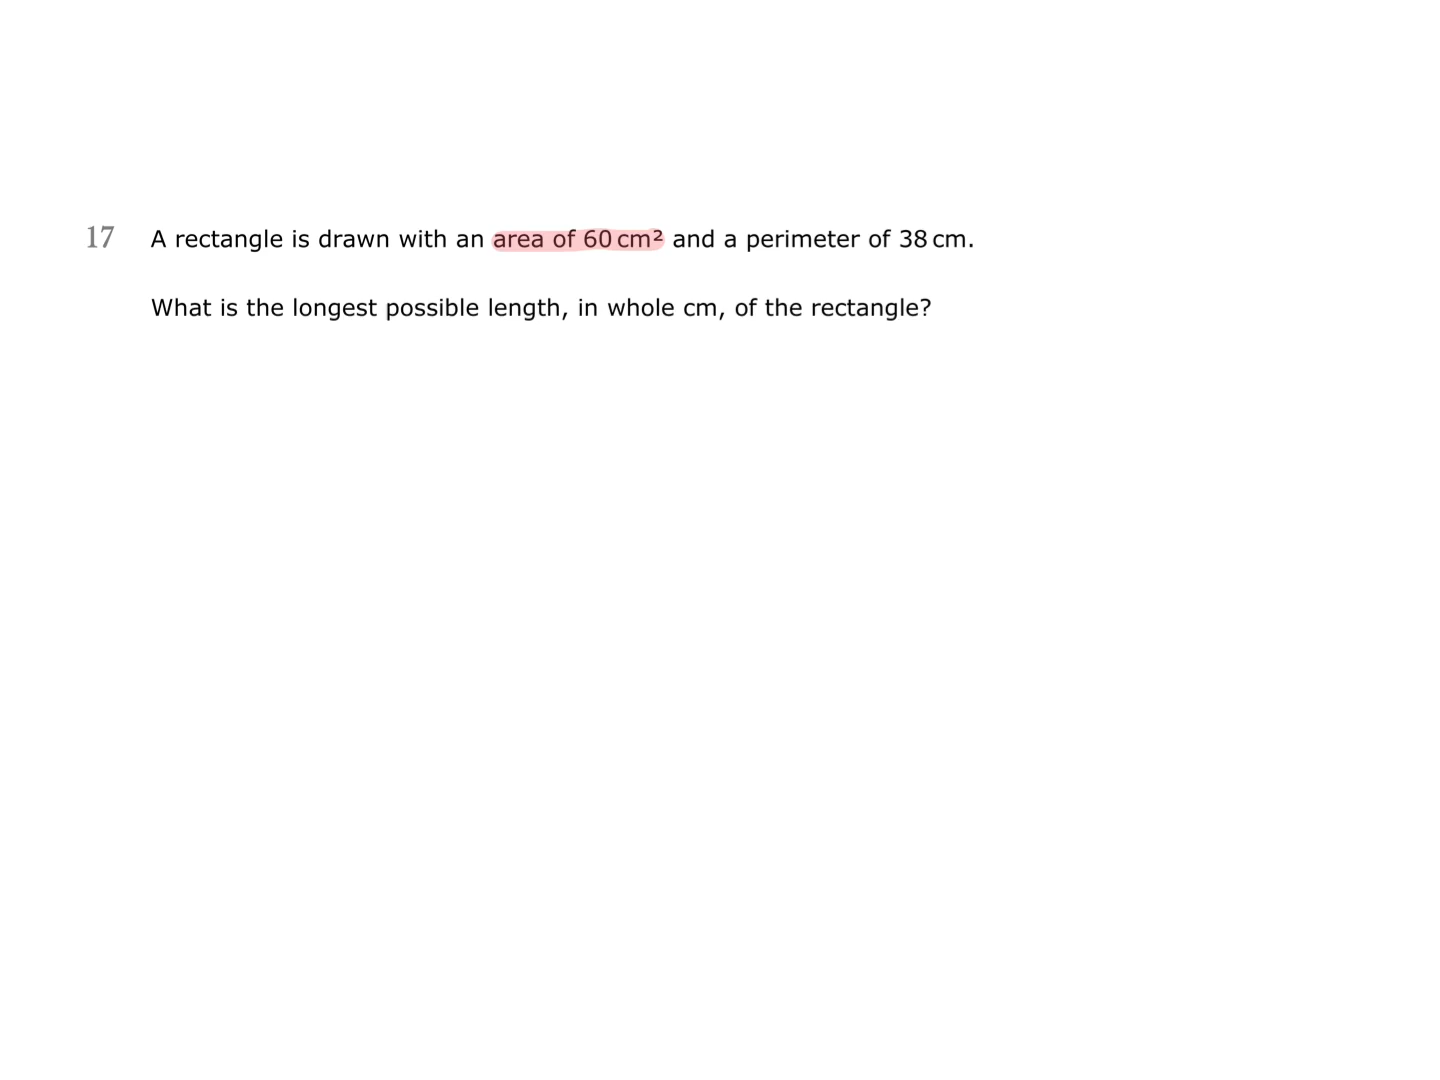 17 A rectangle is drawn with an area of 60 cm² and a perimeter of 38 cm.
What is the longest possible length, in whole cm, of the rectangle?